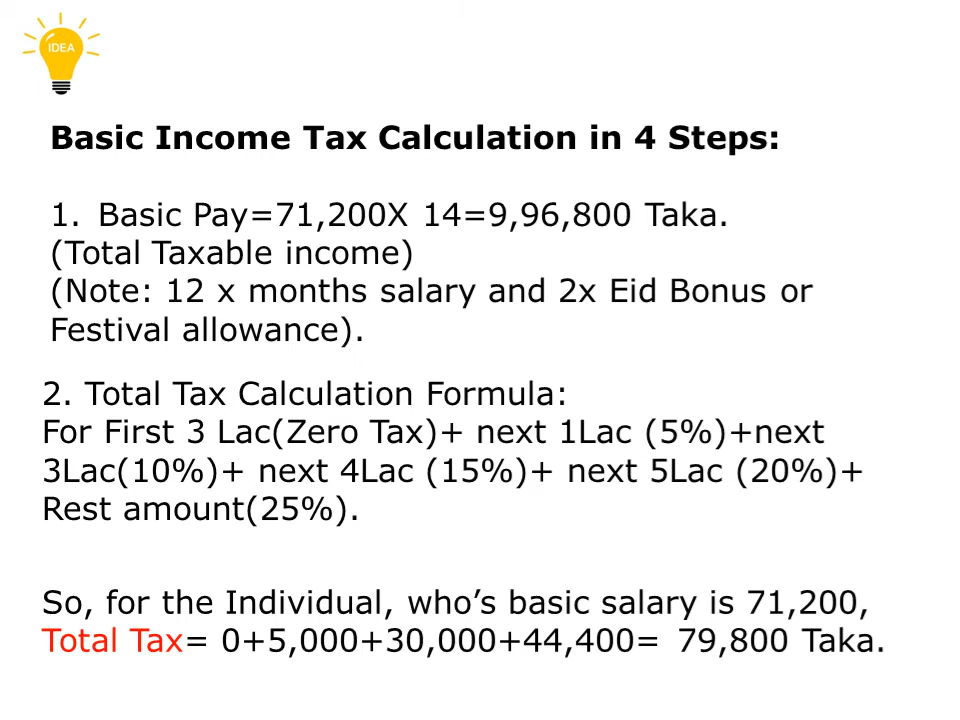 IDEA
Basic Income Tax Calculation in 4 Steps:
1. Basic Pay=71,200X 14=9,96,800 Taka.
(Total Taxable income)
(Note: 12 x months salary and 2x Eid Bonus or
Festival allowance).
2. Total Tax Calculation Formula:
For First 3 Lac(Zero Tax)+ next 1Lac (5%)+next
3Lac(10%)+ next 4Lac (15%)+ next 5Lac (20%)+
Rest amount(25%).
So, for the Individual, who’s basic salary is 71,200,
Total Tax= 0+5,000+30,000+44,400= 79,800 Taka.